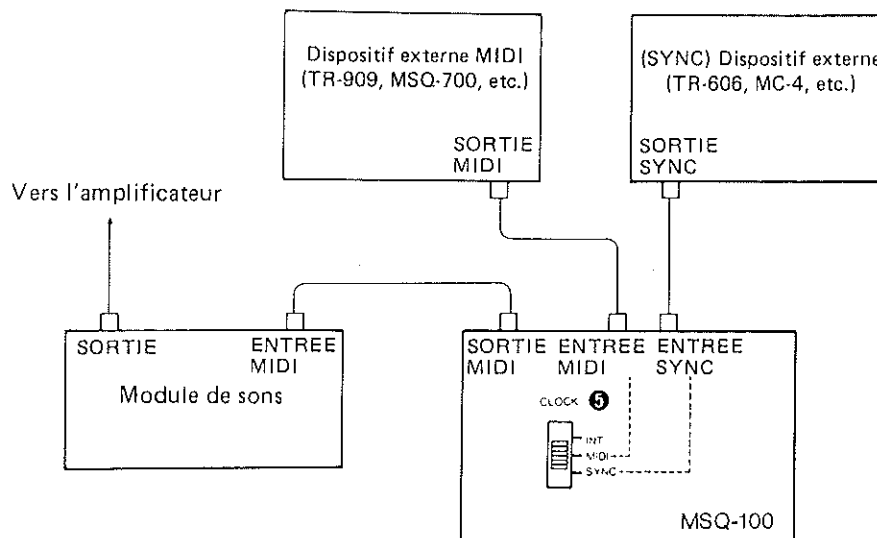 Dispositif externe MIDI
(TR-909, MSQ-700, etc.)
SORTIE
MIDI
(SYNC) Dispositif externe
(TR-606, MC-4, etc.)
SORTIE
SYNC
Vers l'amplificateur
SORTIE
ENTREE
MIDI
Module de sons
SORTIE
MIDI
ENTREE
MIDI
ENTREE
SYNC
CLOCK 5
INT
MIDI
SYNC
MSQ-100